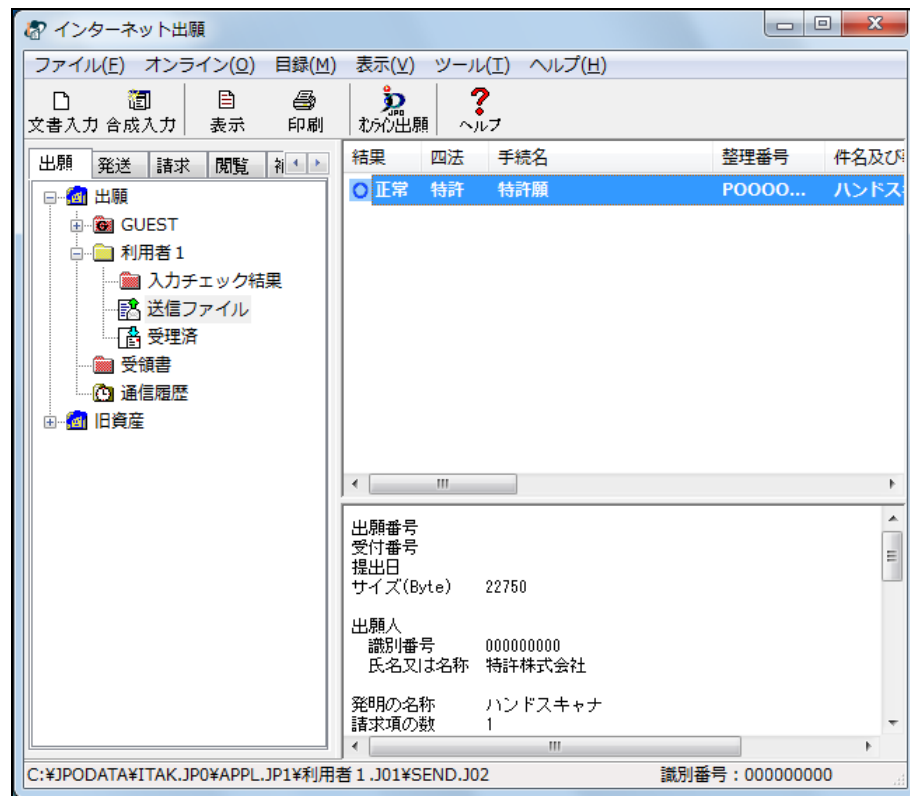 インターネット出願
ファイル(F) オンライン(O) 目録(M) 表示(V) ツール(T) ヘルプ(H)
文書入力 合成入力 表示 印刷 オンライン出願 ヘルプ
出願 発送 請求 閲覧
結果 四法 手続名 整理番号 件名及び
正常 特許 特許願 POOOO... ハンドス
出願
GUEST
利用者1
入力チェック結果
送信ファイル
受理済
受領書
通信履歴
旧資産
出願番号
受付番号
提出日
サイズ(Byte) 22750
出願人
識別番号 000000000
氏名又は名称 特許株式会社
発明の名称 ハンドスキャナ
請求項の数 1
C:¥JPODATA¥ITAK.JP0¥APPL.JP1¥利用者1.J01¥SEND.J02 識別番号:000000000